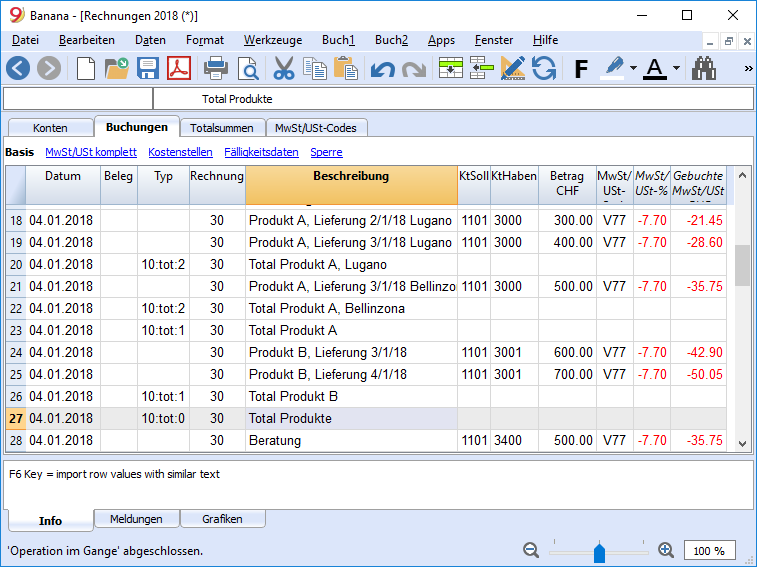 Banana - [Rechnungen 2018 (*)]
Datei Bearbeiten Daten Format Werkzeuge Buch1 Buch2 Apps Fenster Hilfe
F A »
Total Produkte
Konten Buchungen Totalsummen MwSt/USt-Codes
Basis MwSt/USt komplett Kostenstellen Fälligkeitsdaten Sperre
Datum Beleg Typ Rechnung Beschreibung KtSoll KtHaben Betrag CHF MwSt/ USt- MwSt/ USt-% Gebuchte MwSt/USt
18 04.01.2018 30 Produkt A, Lieferung 2/1/18 Lugano 1101 3000 300.00 V77 -7.70 -21.45
19 04.01.2018 30 Produkt A, Lieferung 3/1/18 Lugano 1101 3000 400.00 V77 -7.70 -28.60
20 04.01.2018 10:tot:2 30 Total Produkt A, Lugano
21 04.01.2018 30 Produkt A, Lieferung 3/1/18 Bellinzo 1101 3000 500.00 V77 -7.70 -35.75
22 04.01.2018 10:tot:2 30 Total Produkt A, Bellinzona
23 04.01.2018 10:tot:1 30 Total Produkt A
24 04.01.2018 30 Produkt B, Lieferung 3/1/18 1101 3001 600.00 V77 -7.70 -42.90
25 04.01.2018 30 Produkt B, Lieferung 4/1/18 1101 3001 700.00 V77 -7.70 -50.05
26 04.01.2018 10:tot:1 30 Total Produkt B
27 04.01.2018 10:tot:0 30 Total Produkte
28 04.01.2018 30 Beratung 1101 3400 500.00 V77 -7.70 -35.75
F6 Key = import row values with similar text
Info Meldungen Grafiken
'Operation im Gange' abgeschlossen.
100 %